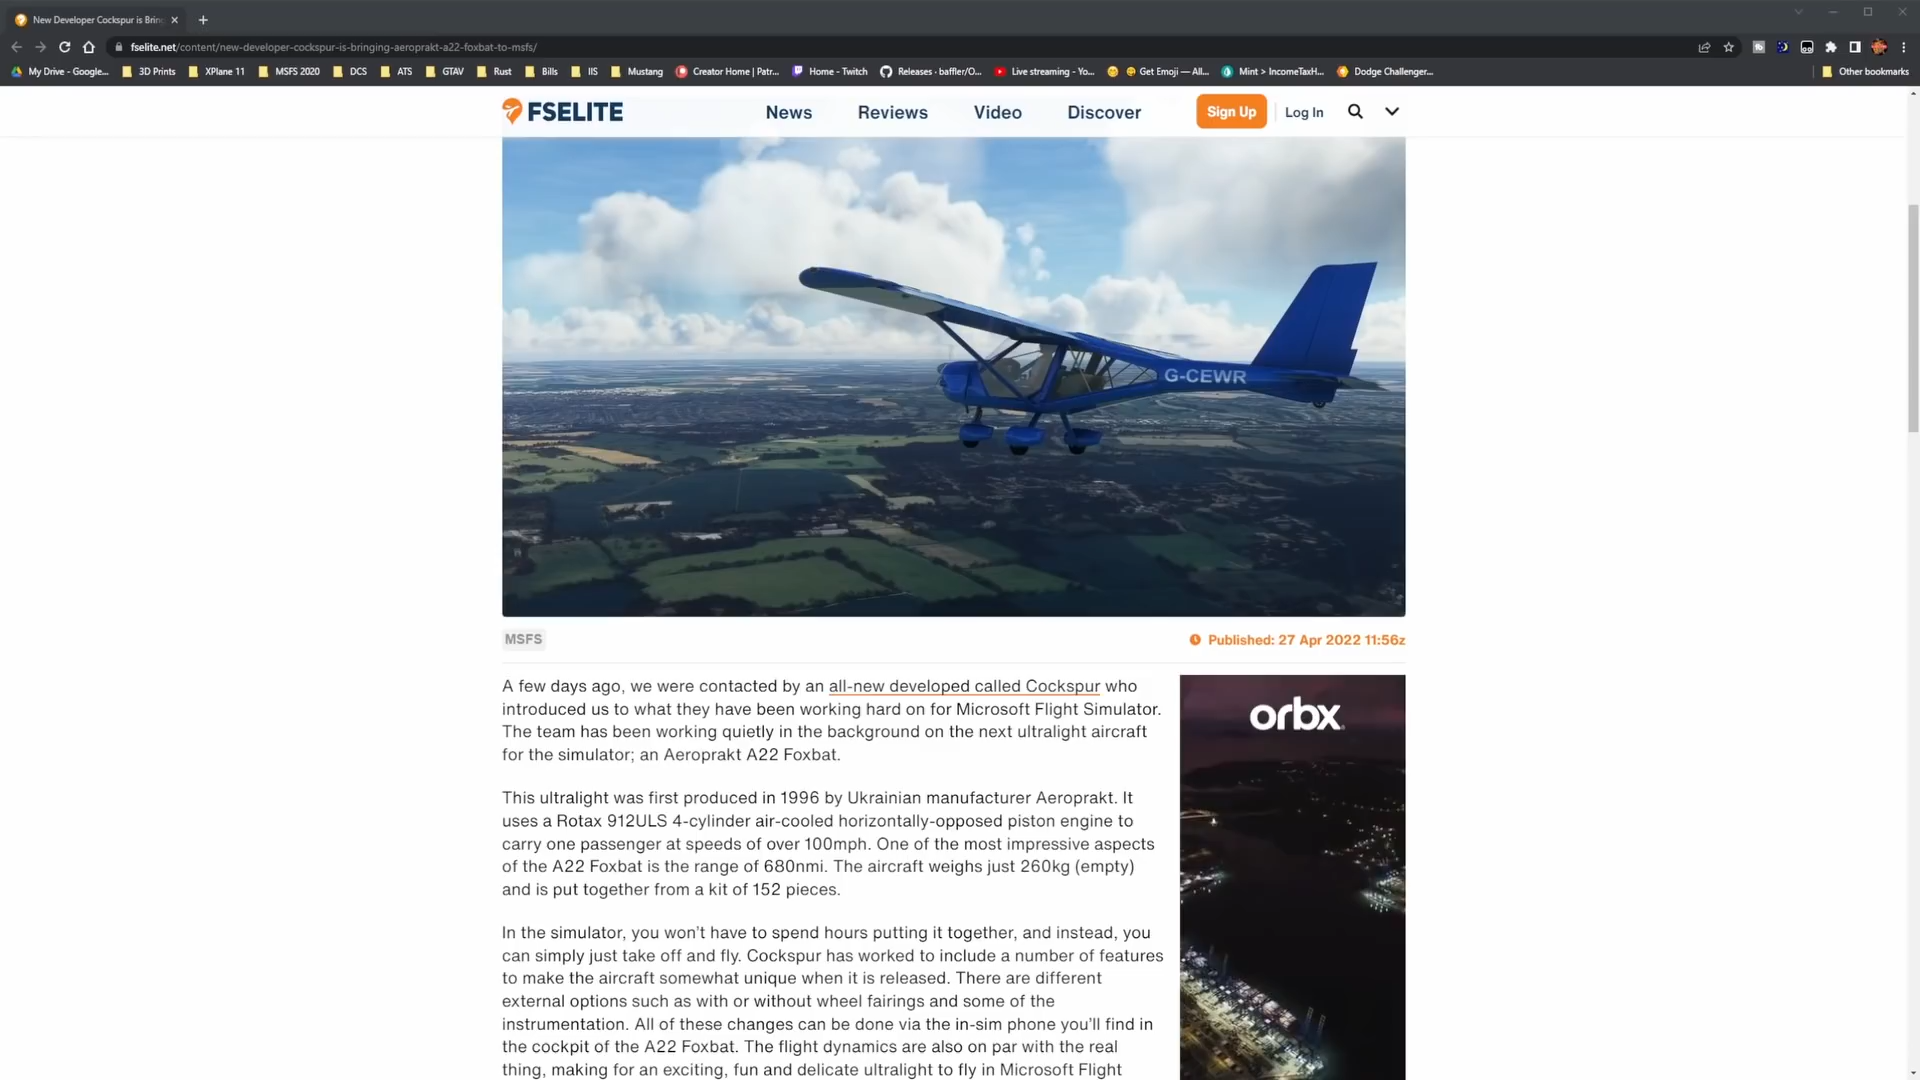 New Developer Cockspur is Bring
fselite.net/content/new-developer-cockspur-is-bringing-aeroprakt-a22-foxbat-to-msfs/
My Drive - Google... 3D Prints XPlane 11 MSFS 2020 DCS ATS GTAV Rust Bills IIS Mustang Creator Home | Patr... Home - Twitch Releases · baffler/O... Live streaming - Yo... Get Emoji — All... Mint > IncomeTaxH... Dodge Challenger... Other bookmarks
FSELITE News Reviews Video Discover Sign Up Log In
G-CEWR
MSFS Published: 27 Apr 2022 11:56z
A few days ago, we were contacted by an all-new developed called Cockspur who
introduced us to what they have been working hard on for Microsoft Flight Simulator.
The team has been working quietly in the background on the next ultralight aircraft
for the simulator; an Aeroprakt A22 Foxbat.
This ultralight was first produced in 1996 by Ukrainian manufacturer Aeroprakt. It
uses a Rotax 912ULS 4-cylinder air-cooled horizontally-opposed piston engine to
carry one passenger at speeds of over 100mph. One of the most impressive aspects
of the A22 Foxbat is the range of 680nmi. The aircraft weighs just 260kg (empty)
and is put together from a kit of 152 pieces.
In the simulator, you won't have to spend hours putting it together, and instead, you
can simply just take off and fly. Cockspur has worked to include a number of features
to make the aircraft somewhat unique when it is released. There are different
external options such as with or without wheel fairings and some of the
instrumentation. All of these changes can be done via the in-sim phone you'll find in
the cockpit of the A22 Foxbat. The flight dynamics are also on par with the real
thing, making for an exciting, fun and delicate ultralight to fly in Microsoft Flight
orbx